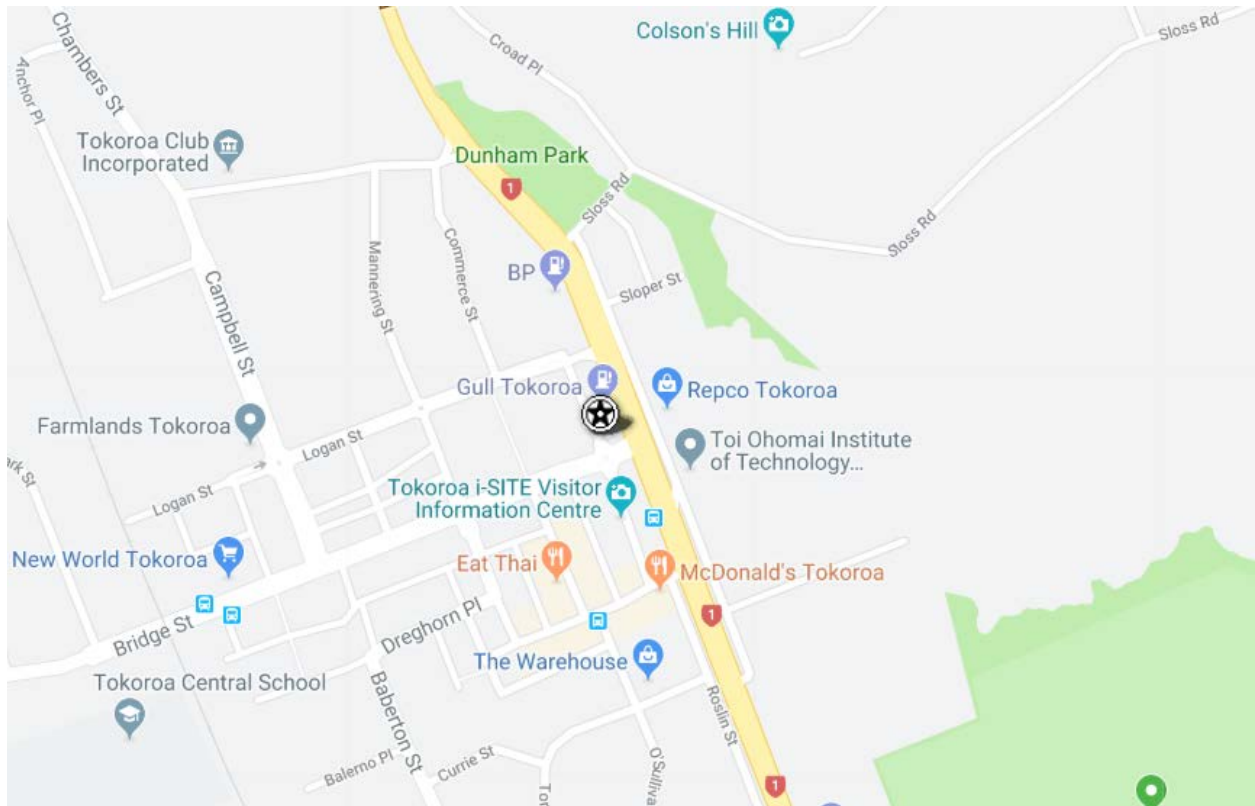 Chambers St
Anchor Pl
Colson's Hill
Sloss Rd
Croad Pl
Tokoroa Club
Incorporated
Dunham Park
1
Sloss Rd
Sloss Rd
Mannering St
Commerce St
BP
Sloper St
Campbell St
Gull Tokoroa
Repco Tokoroa
Farmlands Tokoroa
Logan St
Toi Ohomai Institute
of Technology...
Logan St
Tokoroa i-SITE Visitor
Information Centre
New World Tokoroa
Eat Thai
McDonald's Tokoroa
Bridge St
Dreghorn Pl
1
The Warehouse
Tokoroa Central School
Baberton St
Roslin St
Balerno Pl
Currie St
1